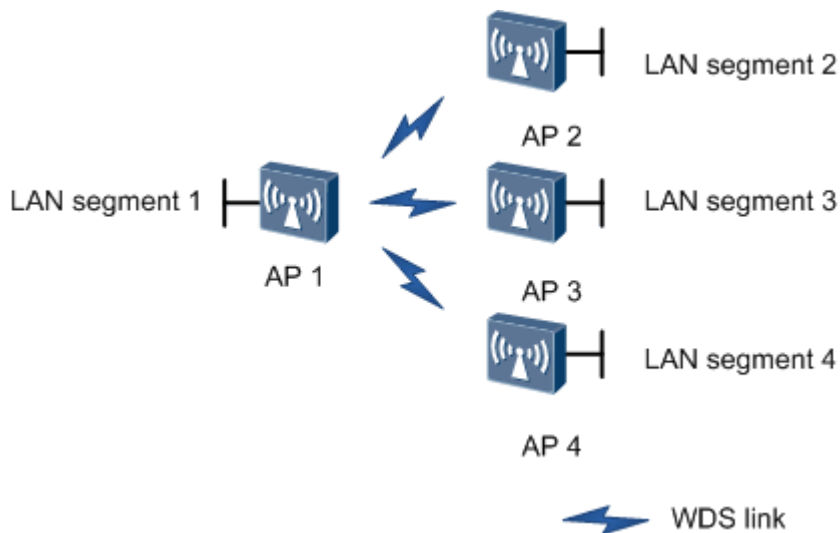 LAN segment 2
AP 2
LAN segment 1
AP 1
LAN segment 3
AP 3
LAN segment 4
AP 4
WDS link